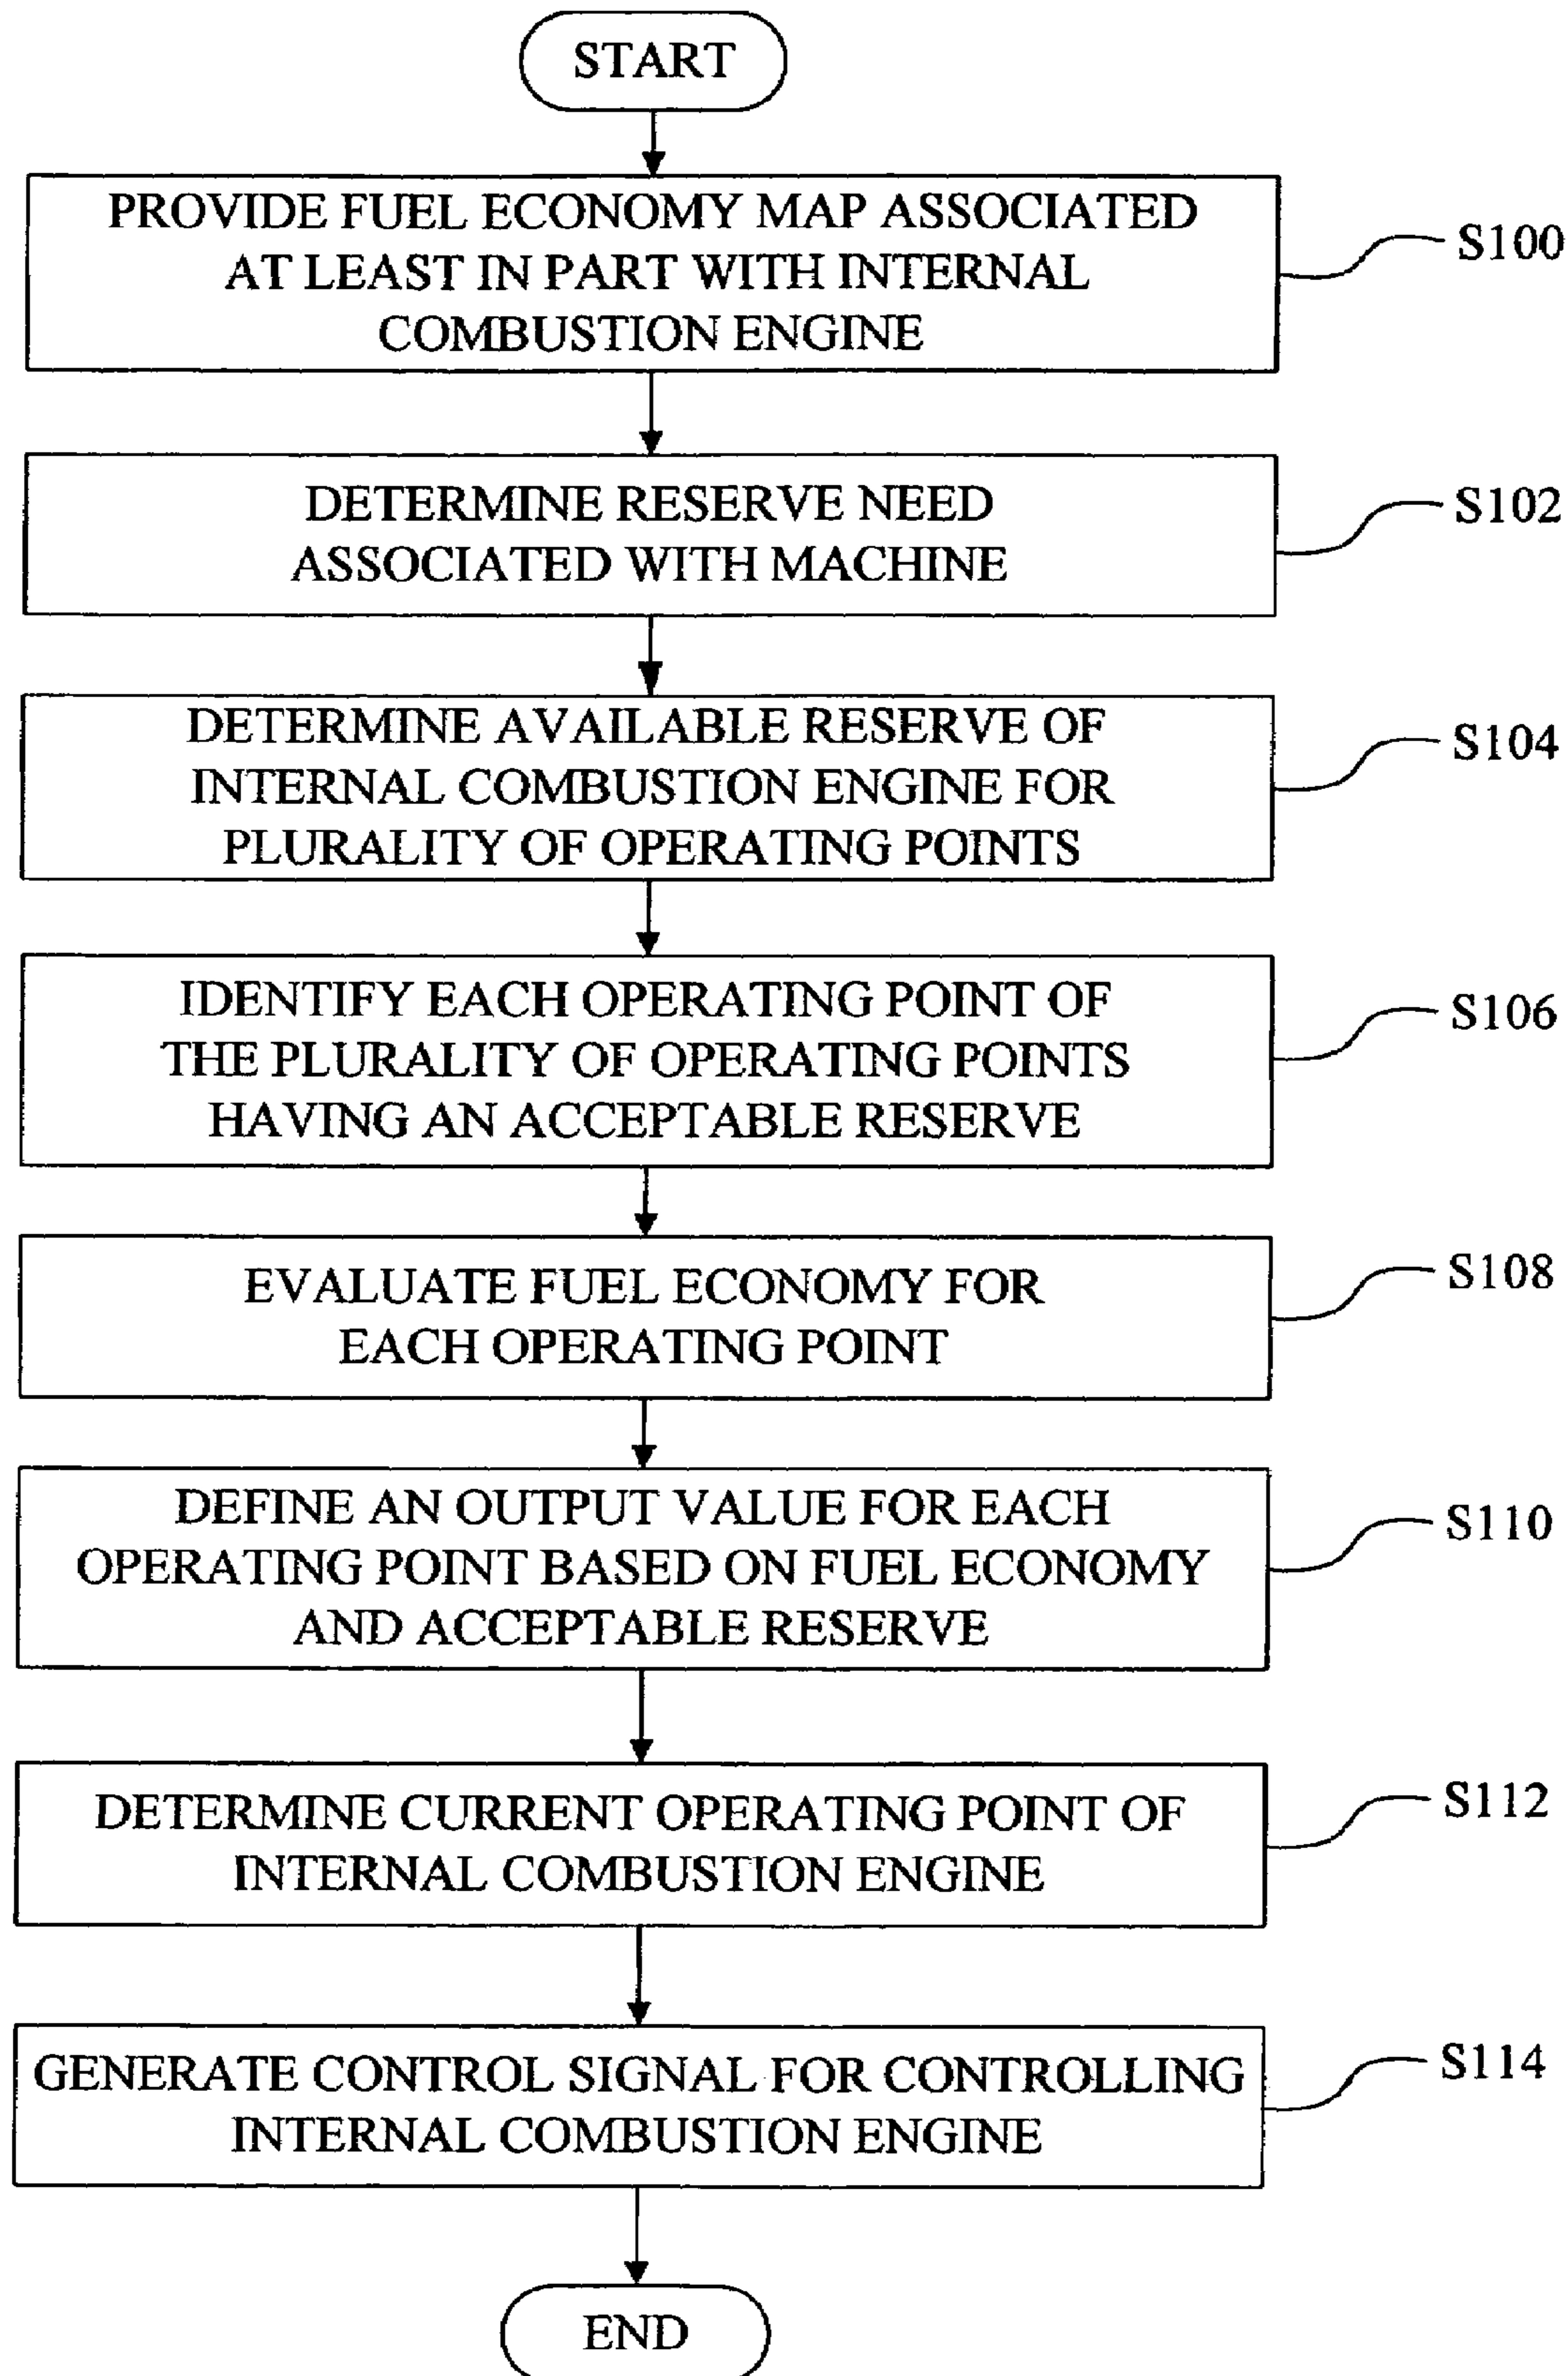 START
PROVIDE FUEL ECONOMY MAP ASSOCIATED
AT LEAST IN PART WITH INTERNAL
COMBUSTION ENGINE
S100
DETERMINE RESERVE NEED
ASSOCIATED WITH MACHINE
S102
DETERMINE AVAILABLE RESERVE OF
INTERNAL COMBUSTION ENGINE FOR
PLURALITY OF OPERATING POINTS
S104
IDENTIFY EACH OPERATING POINT OF
THE PLURALITY OF OPERATING POINTS
HAVING AN ACCEPTABLE RESERVE
S106
EVALUATE FUEL ECONOMY FOR
EACH OPERATING POINT
S108
DEFINE AN OUTPUT VALUE FOR EACH
OPERATING POINT BASED ON FUEL ECONOMY
AND ACCEPTABLE RESERVE
S110
DETERMINE CURRENT OPERATING POINT OF
INTERNAL COMBUSTION ENGINE
S112
GENERATE CONTROL SIGNAL FOR CONTROLLING
INTERNAL COMBUSTION ENGINE
S114
END